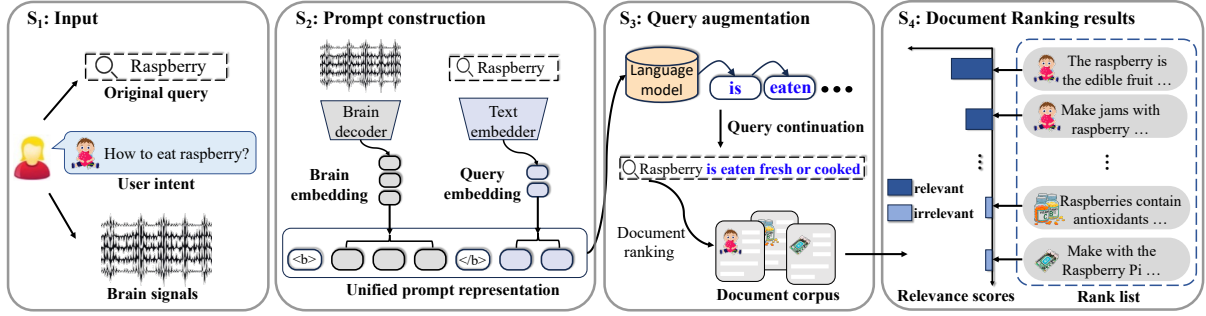 S1: Input
Raspberry
Original query
How to eat raspberry?
User intent
Brain signals
S2: Prompt construction
Raspberry
Brain
decoder
Text
embedder
Brain
embedding
Query
embedding
<b>
</b>
Unified prompt representation
S3: Query augmentation
Language
model
is
eaten
Query continuation
Raspberry is eaten fresh or cooked
Document
ranking
Document corpus
S4: Document Ranking results
The raspberry is
the edible fruit …
Make jams with
raspberry …
relevant
irrelevant
Raspberries contain
antioxidants …
Make with the
Raspberry Pi …
Relevance scores
Rank list